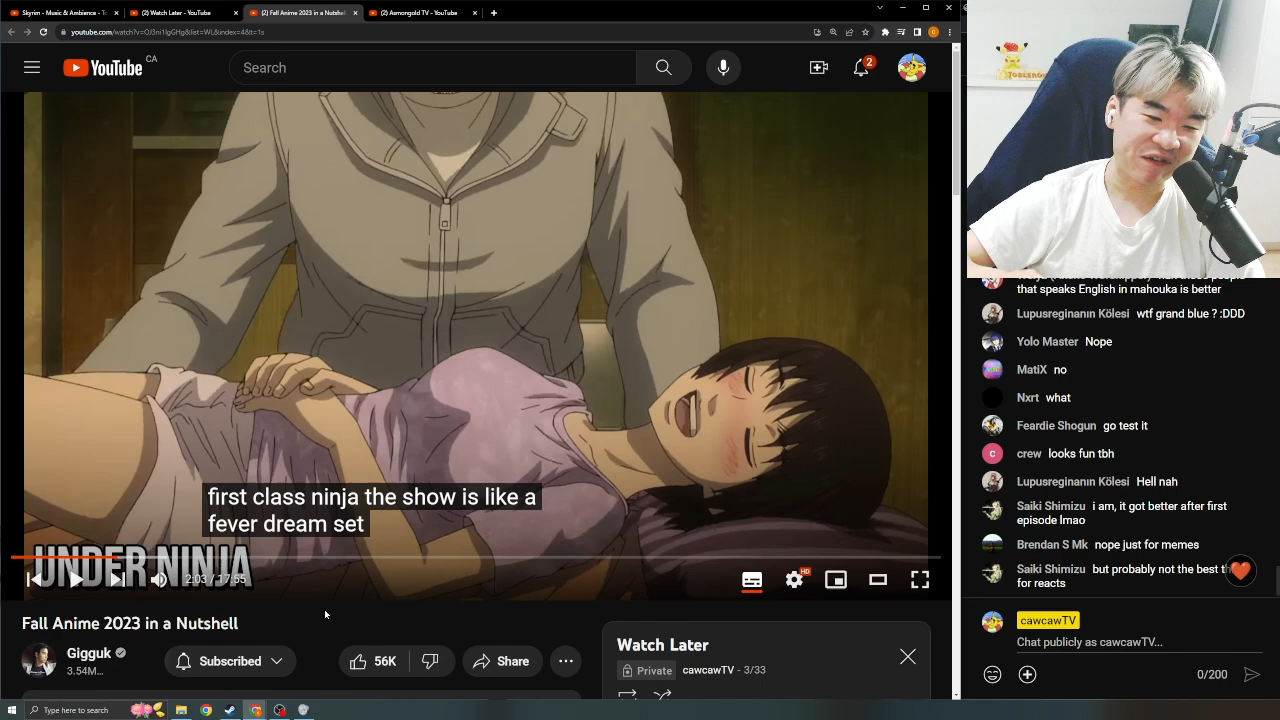 Skyrim - Music & Ambience - T
(2) Watch Later - YouTube
(2) Fall Anime 2023 in a Nutshell
(2) Asmongold TV - YouTube
youtube.com/watch?v=OJ3ni1IgGHg&list=WL&index=4&t=1s
YouTube CA
Search
2
TOBLERO
first class ninja the show is like a
fever dream set
UNDER NINJA
2:03 / 17:55
HD
Fall Anime 2023 in a Nutshell
Gigguk
3.54M...
Subscribed
56K
Share
Watch Later
Private cawcawTV - 3/33
that speaks English in mahouka is better
Lupusreginanın Kölesi wtf grand blue ? :DDD
Yolo Master Nope
MatiX no
Nxrt what
Feardie Shogun go test it
crew looks fun tbh
Lupusreginanın Kölesi Hell nah
Saiki Shimizu i am, it got better after first
episode lmao
Brendan S Mk nope just for memes
Saiki Shimizu but probably not the best
for reacts
cawcawTV
Chat publicly as cawcawTV...
0/200
Type here to search